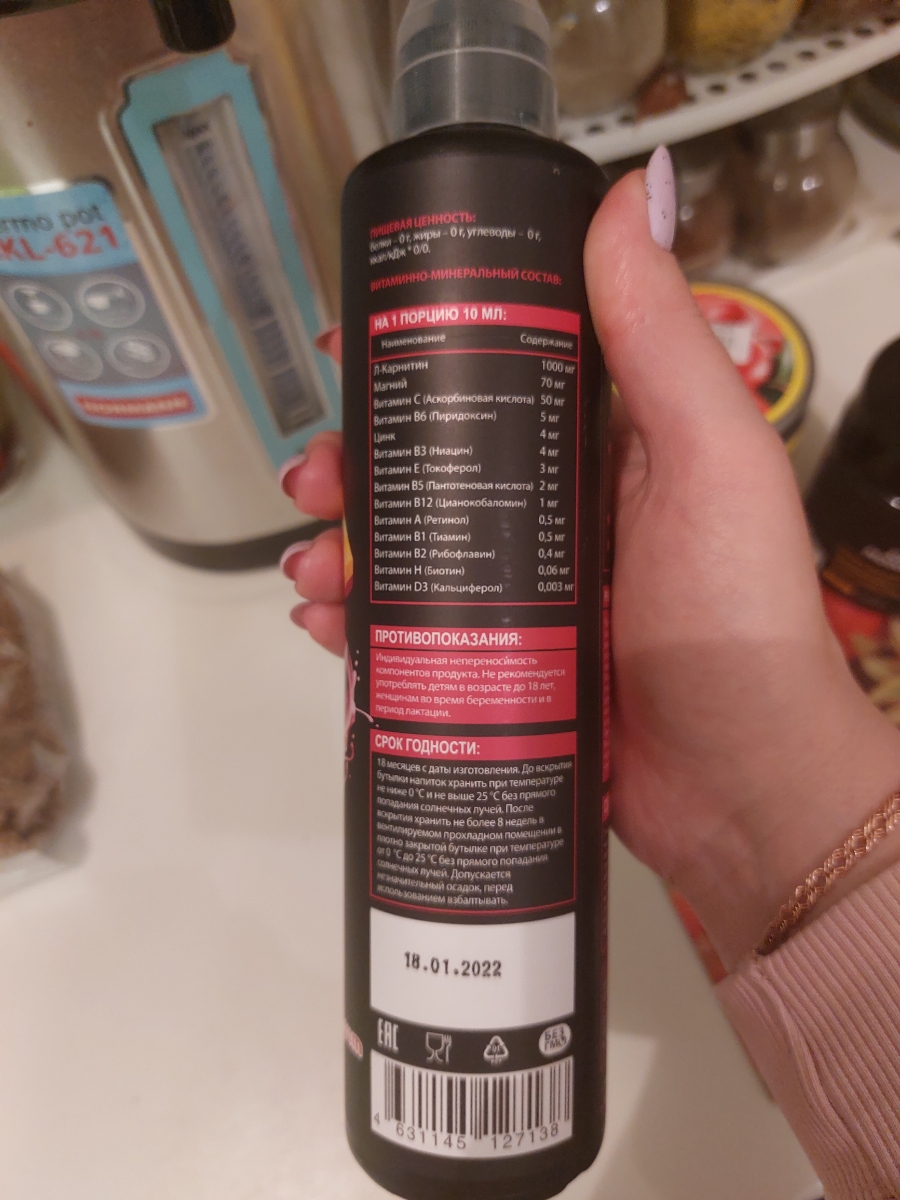 ermo pot
KL-621
ПИЩЕВАЯ ЦЕННОСТЬ:
белки – 0 г, жиры – 0 г, углеводы – 0 г,
ккал/кДж * 0/0.
ВИТАМИННО-МИНЕРАЛЬНЫЙ СОСТАВ:
НА 1 ПОРЦИЮ 10 МЛ:
Наименование Содержание
Л-Карнитин 1000 мг
Магний 70 мг
Витамин С (Аскорбиновая кислота) 50 мг
Витамин В6 (Пиридоксин) 5 мг
Цинк 4 мг
Витамин В3 (Ниацин) 4 мг
Витамин Е (Токоферол) 3 мг
Витамин В5 (Пантотеновая кислота) 2 мг
Витамин В12 (Цианокобаломин) 1 мг
Витамин А (Ретинол) 0,5 мг
Витамин В1 (Тиамин) 0,5 мг
Витамин В2 (Рибофлавин) 0,4 мг
Витамин Н (Биотин) 0,06 мг
Витамин D3 (Кальциферол) 0,003 мг
ПРОТИВОПОКАЗАНИЯ:
Индивидуальная непереносимость
компонентов продукта. Не рекомендуется
употреблять детям в возрасте до 18 лет,
женщинам во время беременности и в
период лактации.
СРОК ГОДНОСТИ:
18 месяцев с даты изготовления. До вскрытия
бутылки напиток хранить при температуре
не ниже 0 °С и не выше 25 °С без прямого
попадания солнечных лучей. После
вскрытия хранить не более 8 недель в
вентилируемом прохладном помещении в
плотно закрытой бутылке при температуре
от 0 °С до 25 °С без прямого попадания
солнечных лучей. Допускается
незначительный осадок, перед
использованием взбалтывать.
18.01.2022
EAC
БЕЗ
ГМО
4 631145 127138